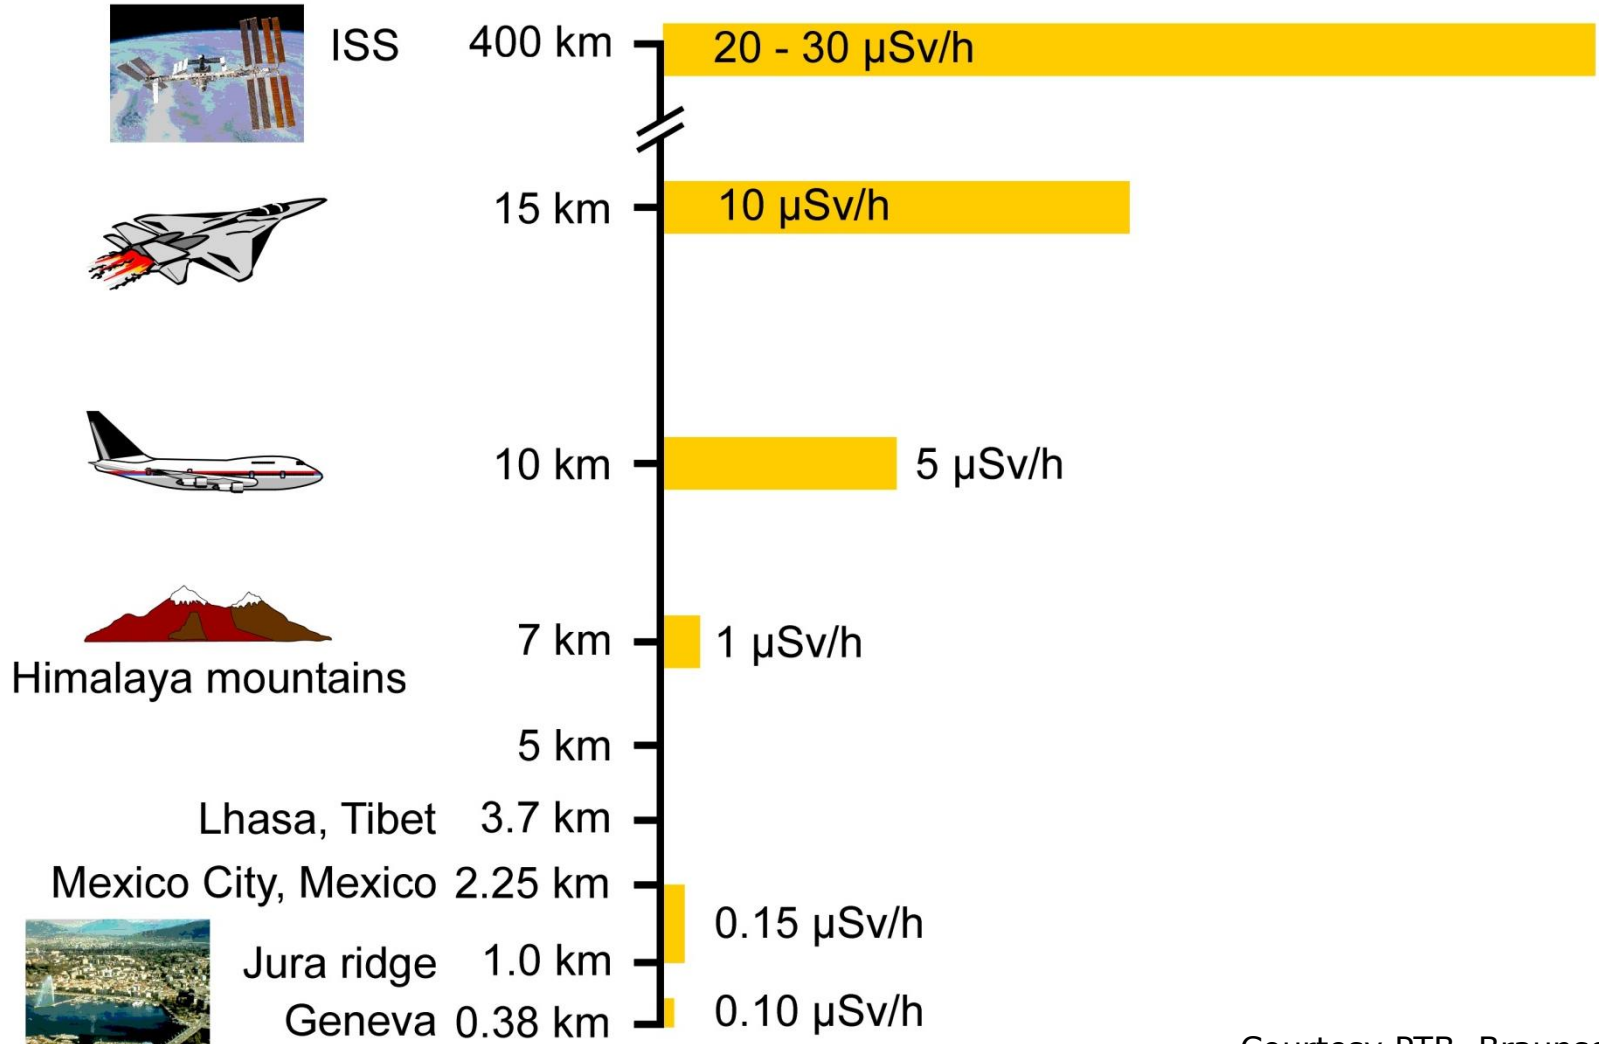 ISS 400 km 20 - 30 µSv/h
15 km 10 µSv/h
10 km 5 µSv/h
7 km 1 µSv/h
Himalaya mountains
5 km
Lhasa, Tibet 3.7 km
Mexico City, Mexico 2.25 km
0.15 µSv/h
Jura ridge 1.0 km
Geneva 0.38 km 0.10 µSv/h